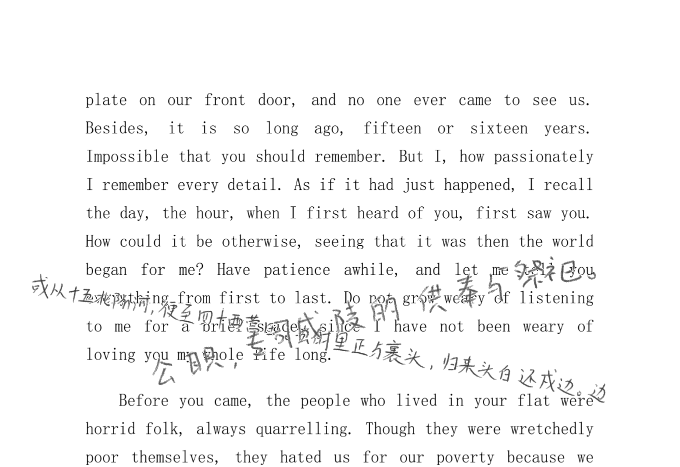 plate on our front door, and no one ever came to see us.
Besides, it is so long ago, fifteen or sixteen years.
Impossible that you should remember. But I, how passionately
I remember every detail. As if it had just happened, I recall
the day, the hour, when I first heard of you, first saw you.
How could it be otherwise, seeing that it was then the world
began for me? Have patience awhile, and let me tell you
everything from first to last. Do not grow weary of listening
to me for a brief space, since I have not been weary of
loving you my whole life long.
Before you came, the people who lived in your flat were
horrid folk, always quarrelling. Though they were wretchedly
poor themselves, they hated us for our poverty because we
或从十五北防河,便至四十西营
时里正与裹头,归来头白还戍边。边
司成陵的供奉与祭祀。